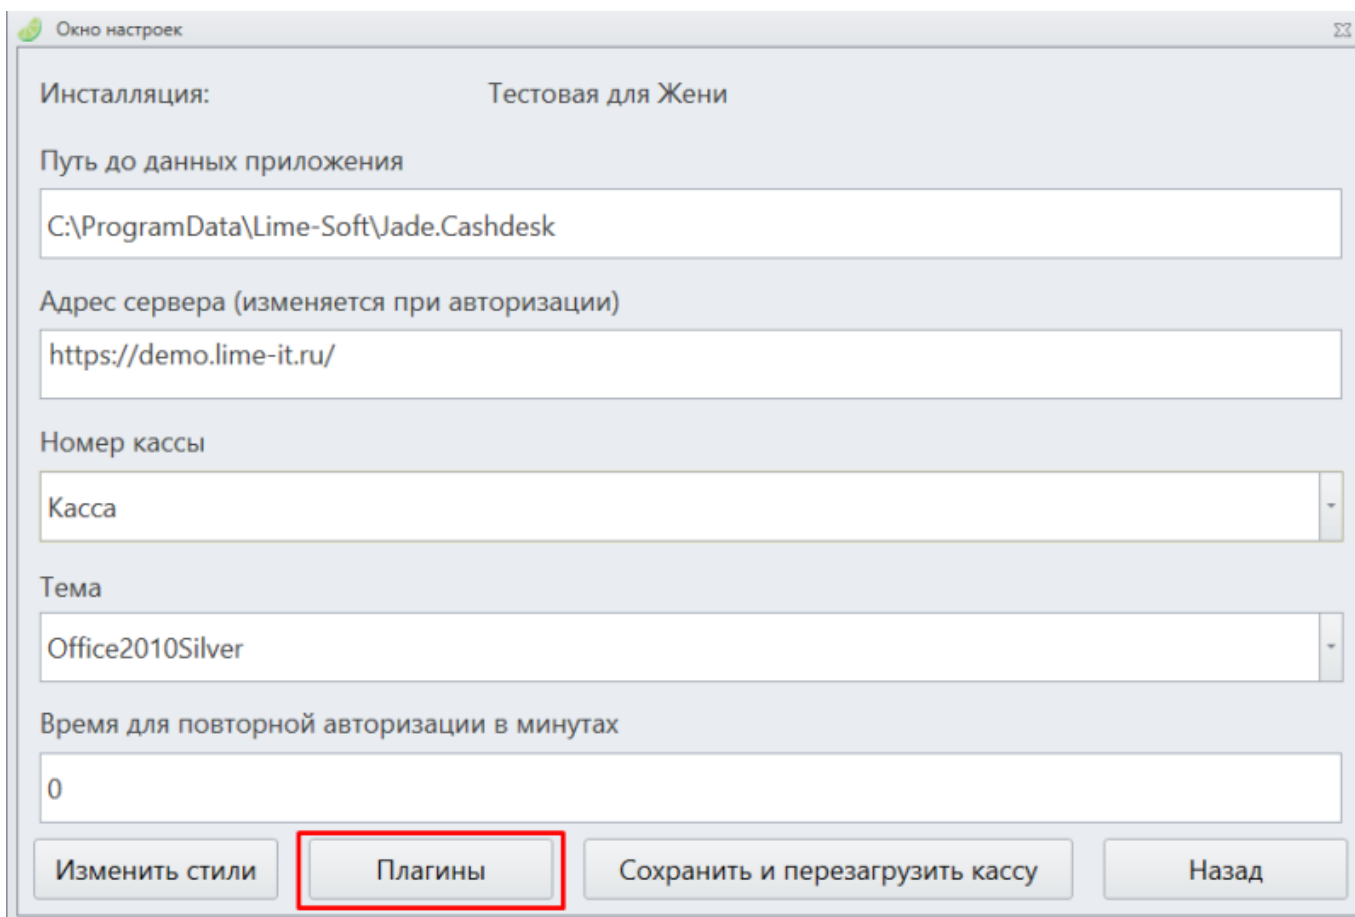 Окно настроек
Инсталляция: Тестовая для Жени
Путь до данных приложения
C:\ProgramData\Lime-Soft\Jade.Cashdesk
Адрес сервера (изменяется при авторизации)
https://demo.lime-it.ru/
Номер кассы
Касса
Тема
Office2010Silver
Время для повторной авторизации в минутах
0
Изменить стили Плагины Сохранить и перезагрузить кассу Назад